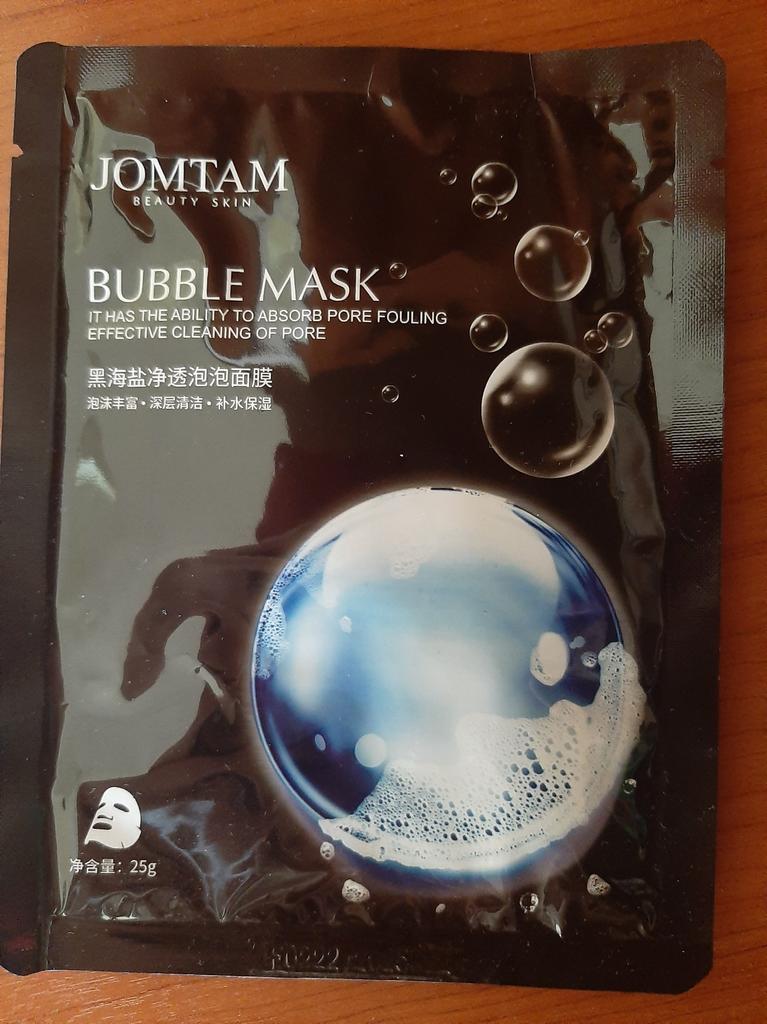 JOMTAM
BEAUTY SKIN
BUBBLE MASK
IT HAS THE ABILITY TO ABSORB PORE FOULING
EFFECTIVE CLEANING OF PORE
黑海盐净透泡泡面膜
泡沫丰富•深层清洁•补水保湿
净含量：25g